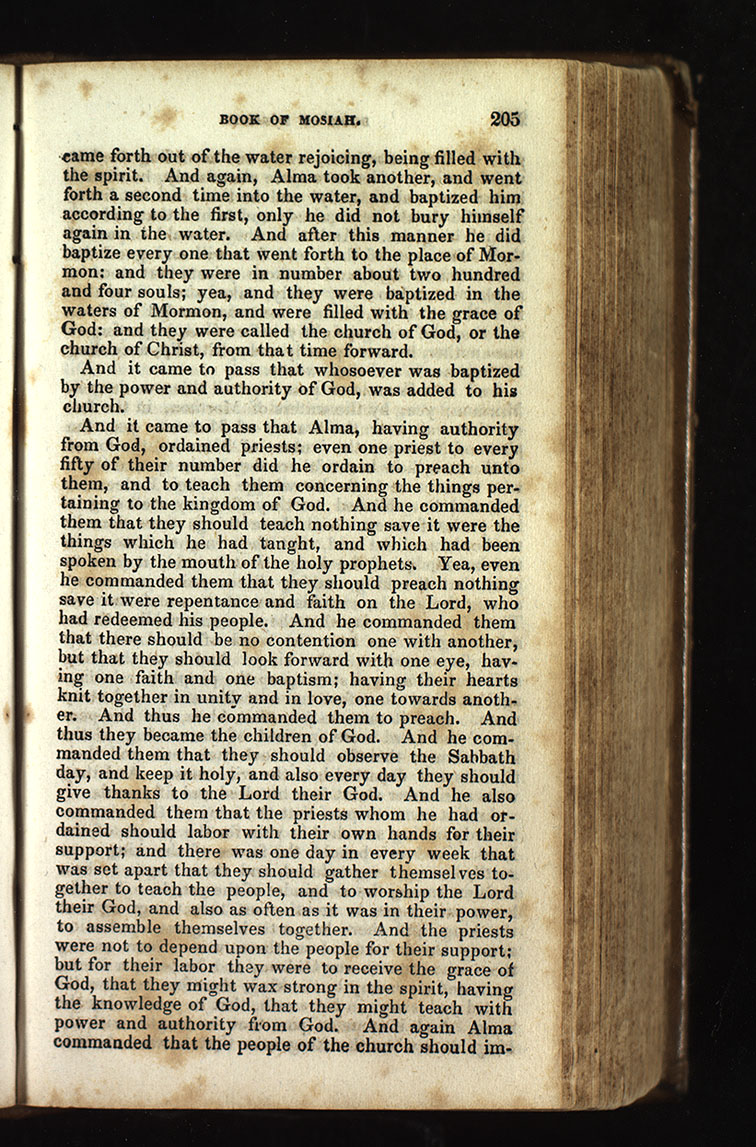 BOOK OF MOSIAH. 205
came forth out of the water rejoicing, being filled with
the spirit. And again, Alma took another, and went
forth a second time into the water, and baptized him
according to the first, only he did not bury himself
again in the water. And after this manner he did
baptize every one that went forth to the place of Mor-
mon: and they were in number about two hundred
and four souls; yea, and they were baptized in the
waters of Mormon, and were filled with the grace of
God: and they were called the church of God, or the
church of Christ, from that time forward.
And it came to pass that whosoever was baptized
by the power and authority of God, was added to his
church.
And it came to pass that Alma, having authority
from God, ordained priests; even one priest to every
fifty of their number did he ordain to preach unto
them, and to teach them concerning the things per-
taining to the kingdom of God. And he commanded
them that they should teach nothing save it were the
things which he had tanght, and which had been
spoken by the mouth of the holy prophets. Yea, even
he commanded them that they should preach nothing
save it were repentance and faith on the Lord, who
had redeemed his people. And he commanded them
that there should be no contention one with another,
but that they should look forward with one eye, hav-
ing one faith and one baptism; having their hearts
knit together in unity and in love, one towards anoth-
er. And thus he commanded them to preach. And
thus they became the children of God. And he com-
manded them that they should observe the Sabbath
day, and keep it holy, and also every day they should
give thanks to the Lord their God. And he also
commanded them that the priests whom he had or-
dained should labor with their own hands for their
support; and there was one day in every week that
was set apart that they should gather themselves to-
gether to teach the people, and to worship the Lord
their God, and also as often as it was in their power,
to assemble themselves together. And the priests
were not to depend upon the people for their support;
but for their labor they were to receive the grace of
God, that they might wax strong in the spirit, having
the knowledge of God, that they might teach with
power and authority from God. And again Alma
commanded that the people of the church should im-